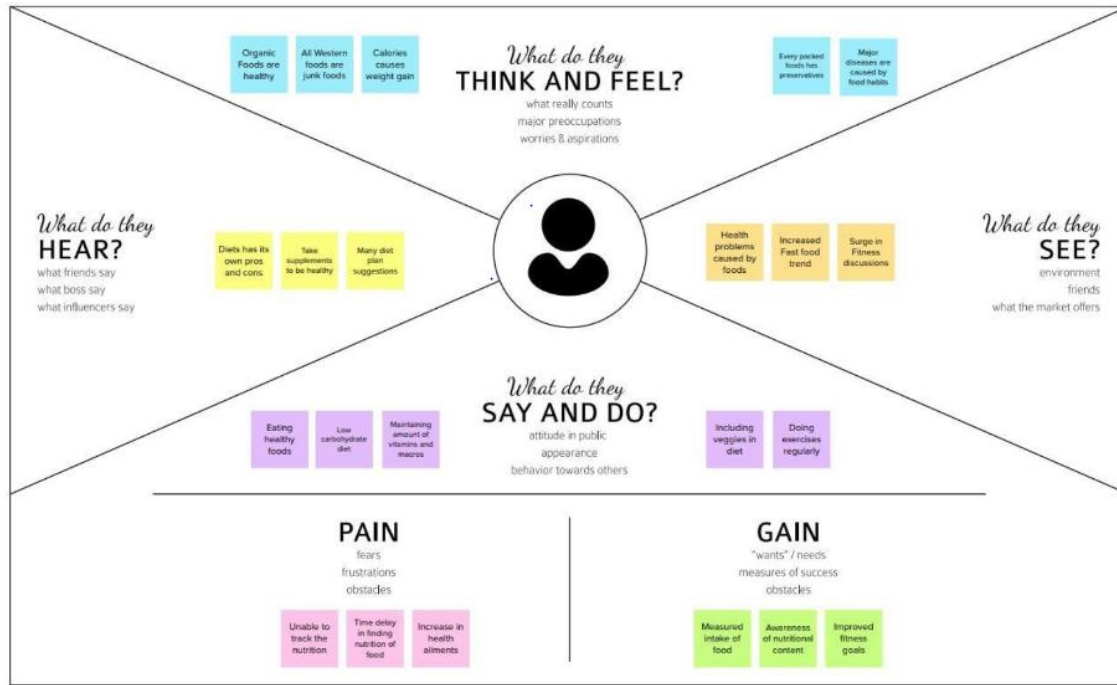 Organic
Foods are
healthy
All Western
foods are
junk foods
Calories
causes
weight gain
What do they
THINK AND FEEL?
what really counts
major preoccupations
worries & aspirations
Every packed
foods has
preservatives
Major
diseases are
caused by
food habits
What do they
HEAR?
what friends say
what boss say
what influencers say
Diets has its
own pros
and cons
Take
supplements
to be healthy
Many diet
plan
suggestions
Health
problems
caused by
foods
Increased
Fast food
trend
Surge in
Fitness
discussions
What do they
SEE?
environment
friends
what the market offers
What do they
SAY AND DO?
attitude in public
appearance
behavior towards others
Eating
healthy
foods
Low
carbohydrate
diet
Maintaining
amount of
vitamins and
macros
Including
veggies in
diet
Doing
exercises
regularly
PAIN
fears
frustrations
obstacles
Unable to
track the
nutrition
Time delay
in finding
nutrition of
food
Increase in
health
ailments
GAIN
"wants" / needs
measures of success
obstacles
Measured
intake of
food
Awareness
of nutritional
content
Improved
fitness
goals